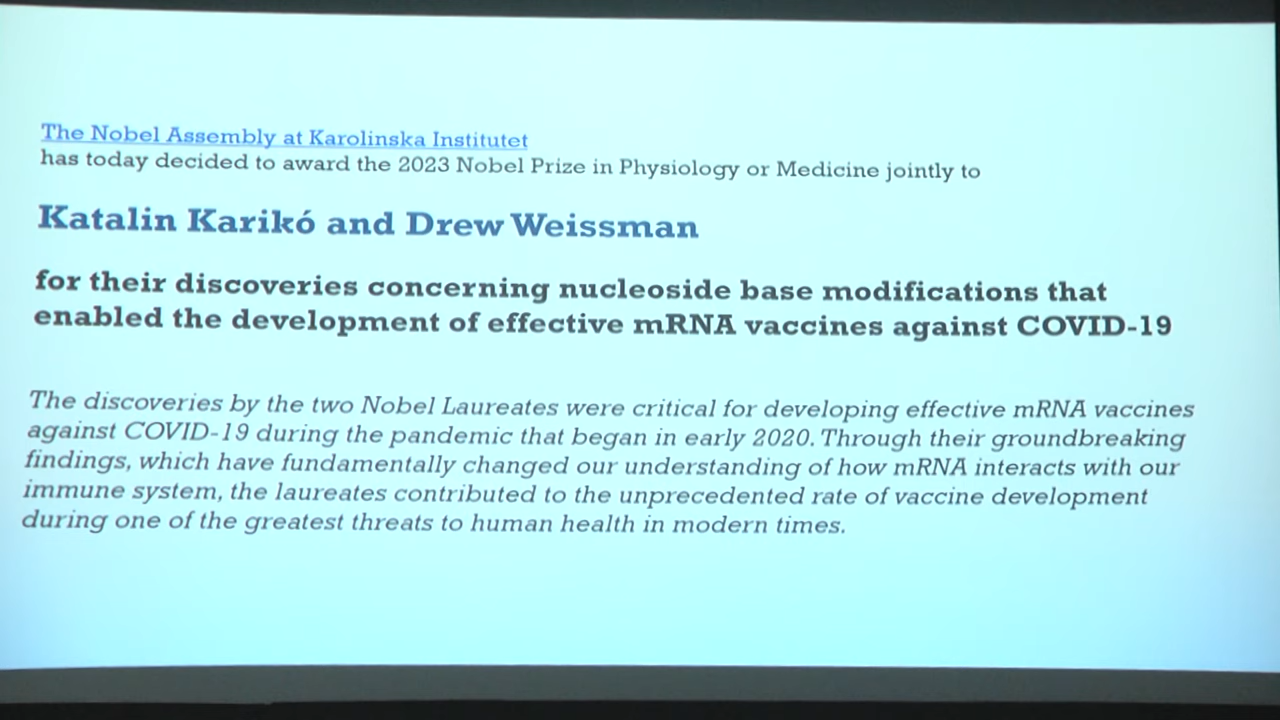 The Nobel Assembly at Karolinska Institutet
has today decided to award the 2023 Nobel Prize in Physiology or Medicine jointly to
Katalin Karikó and Drew Weissman
for their discoveries concerning nucleoside base modifications that
enabled the development of effective mRNA vaccines against COVID-19
The discoveries by the two Nobel Laureates were critical for developing effective mRNA vaccines
against COVID-19 during the pandemic that began in early 2020. Through their groundbreaking
findings, which have fundamentally changed our understanding of how mRNA interacts with our
immune system, the laureates contributed to the unprecedented rate of vaccine development
during one of the greatest threats to human health in modern times.